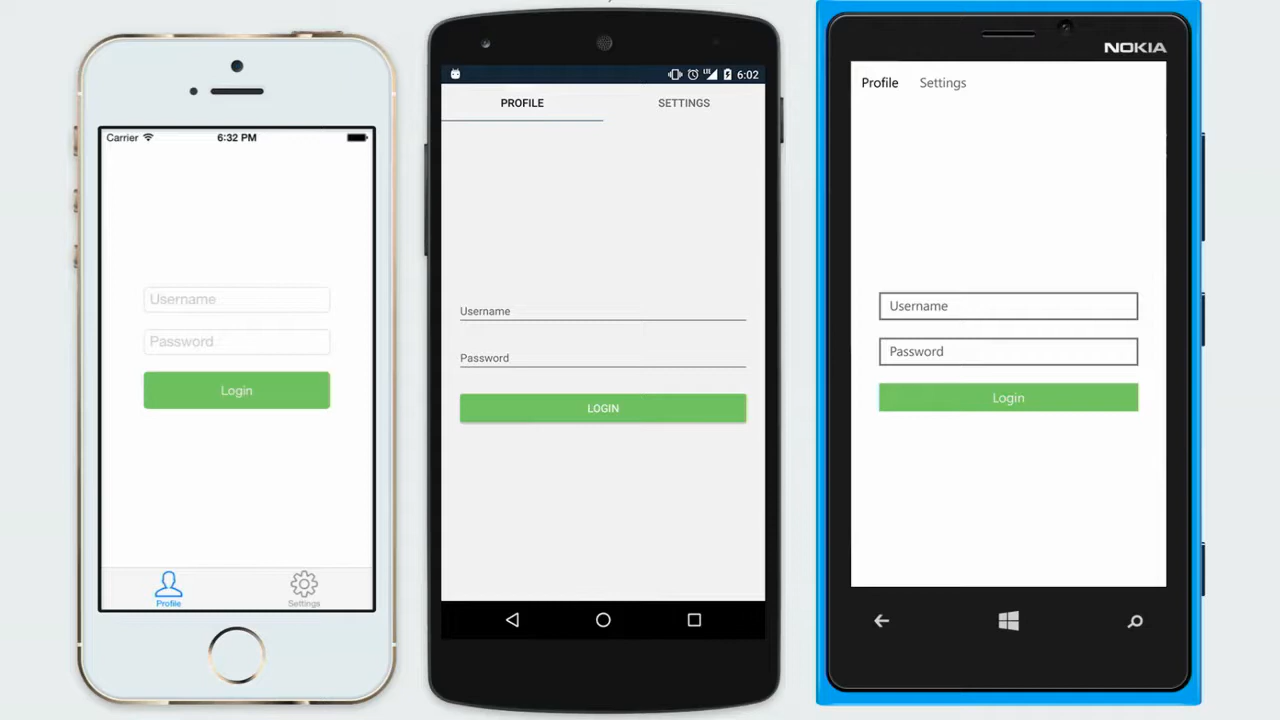 Carrier 6:32 PM
Username
Password
Login
Profile Settings
LTE 6:02
PROFILE SETTINGS
Username
Password
LOGIN
NOKIA
Profile Settings
Username
Password
Login